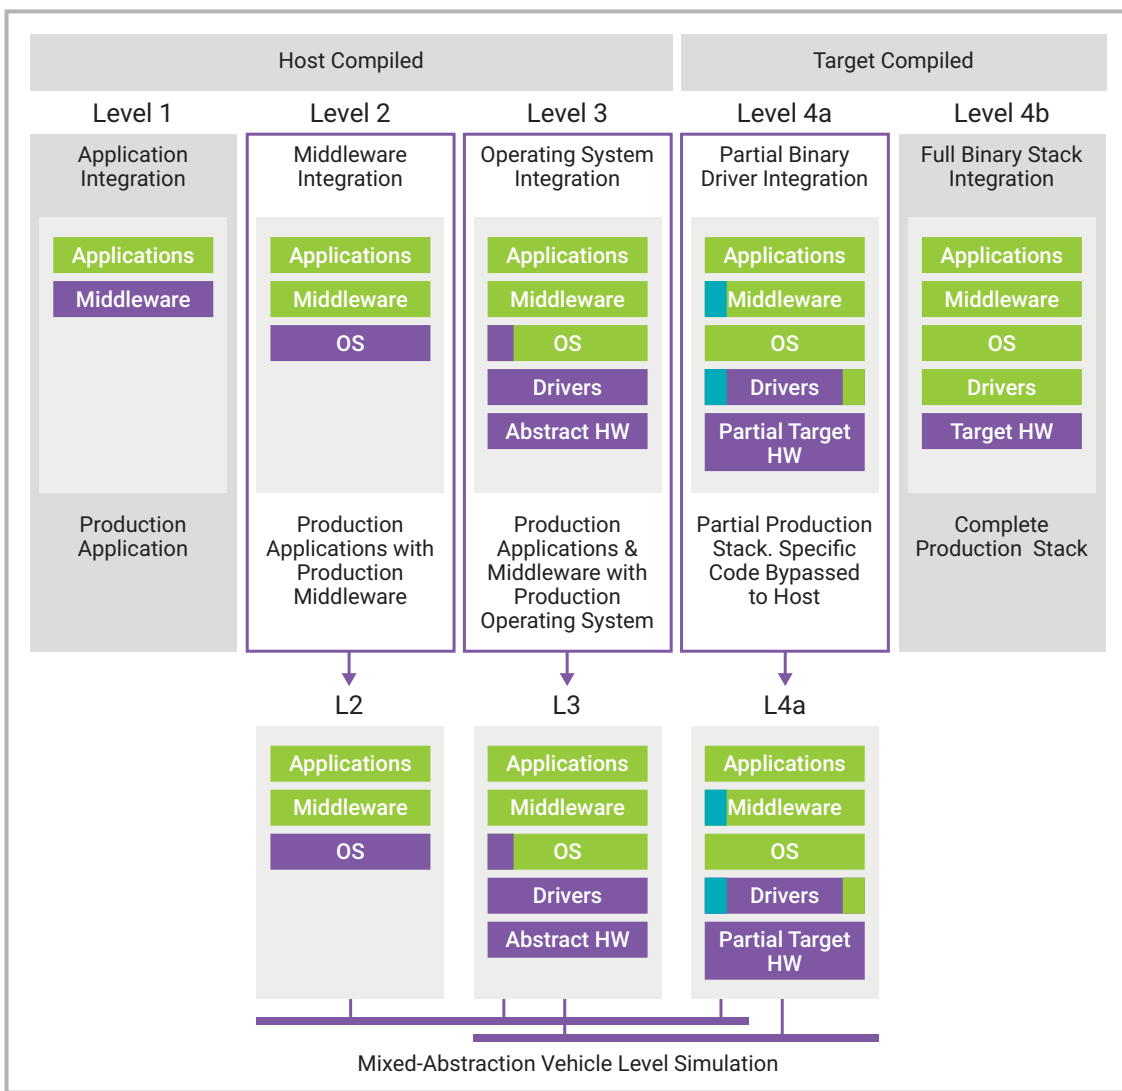 Host Compiled
Target Compiled
Level 1
Level 2
Level 3
Level 4a
Level 4b
Application
Integration
Applications
Middleware
Production
Application
Middleware
Integration
Applications
Middleware
OS
Production
Applications with
Production
Middleware
Operating System
Integration
Applications
Middleware
OS
Drivers
Abstract HW
Production
Applications &
Middleware with
Production
Operating System
Partial Binary
Driver Integration
Applications
Middleware
OS
Drivers
Partial Target
HW
Partial Production
Stack. Specific
Code Bypassed
to Host
Full Binary Stack
Integration
Applications
Middleware
OS
Drivers
Target HW
Complete
Production Stack
L2
Applications
Middleware
OS
L3
Applications
Middleware
OS
Drivers
Abstract HW
L4a
Applications
Middleware
OS
Drivers
Partial Target
HW
Mixed-Abstraction Vehicle Level Simulation